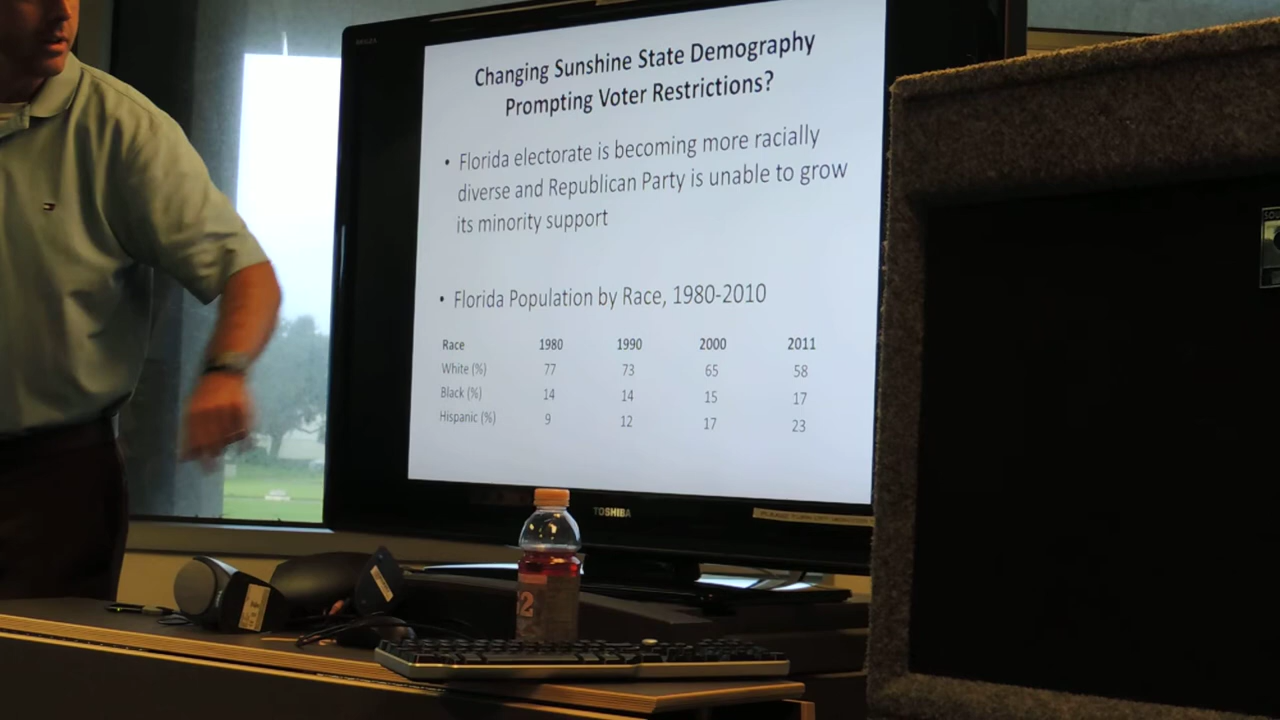 Changing Sunshine State Demography
Prompting Voter Restrictions?
• Florida electorate is becoming more racially
diverse and Republican Party is unable to grow
its minority support
• Florida Population by Race, 1980-2010
Race 1980 1990 2000 2011
White (%) 77 73 65 58
Black (%) 14 14 15 17
Hispanic (%) 9 12 17 23
TOSHIBA
2